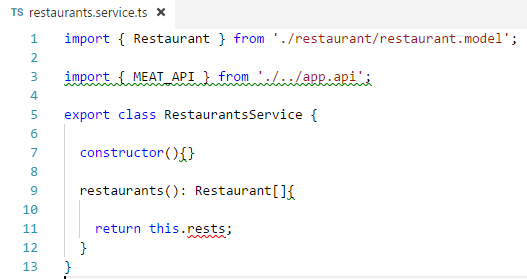 TS restaurants.service.ts ×
1 import { Restaurant } from './restaurant/restaurant.model';
2
3 import { MEAT_API } from './../app.api';
4
5 export class RestaurantsService {
6
7 constructor(){}
8
9 restaurants(): Restaurant[]{
10
11 return this.rests;
12 }
13 }